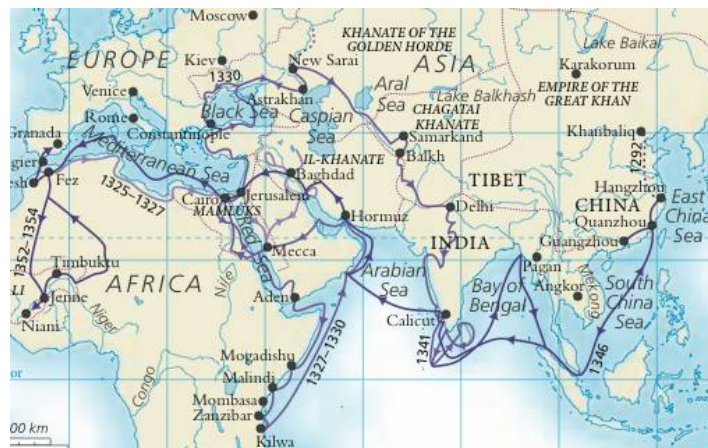 Moscow
KHANATE OF THE
GOLDEN HORDE
Lake Baikal
EUROPE
Kiev
New Sarai
ASIA
Karakorum
1330
Aral
Sea
EMPIRE OF THE
GREAT KHAN
Venice
Astrakhan
Lake Balkhash
Black Sea
Caspian
Sea
CHAGATAI
KHANATE
Rome
Constantinople
Samarkand
Khanbaliq
Granada
Mediterranean Sea
Balkh
1292
gier
IL-KHANATE
Baghdad
TIBET
Hangzhou
esh
Fez
Jerusalem
CHINA
East
China
Sea
1325–1327
Cairo
MAMLUKS
Hormuz
Delhi
Quanzhou
Guangzhou
1352–1354
Red Sea
Mecca
INDIA
Timbuktu
AFRICA
Nile
Arabian
Sea
Bay of
Bengal
Pagan
Angkor
Mekong
South
China
Sea
LI
Jenne
Niger
Aden
Calicut
Niani
1327–1330
1341
1346
Mogadishu
or
Congo
Malindi
Mombasa
Zanzibar
00 km
Kilwa